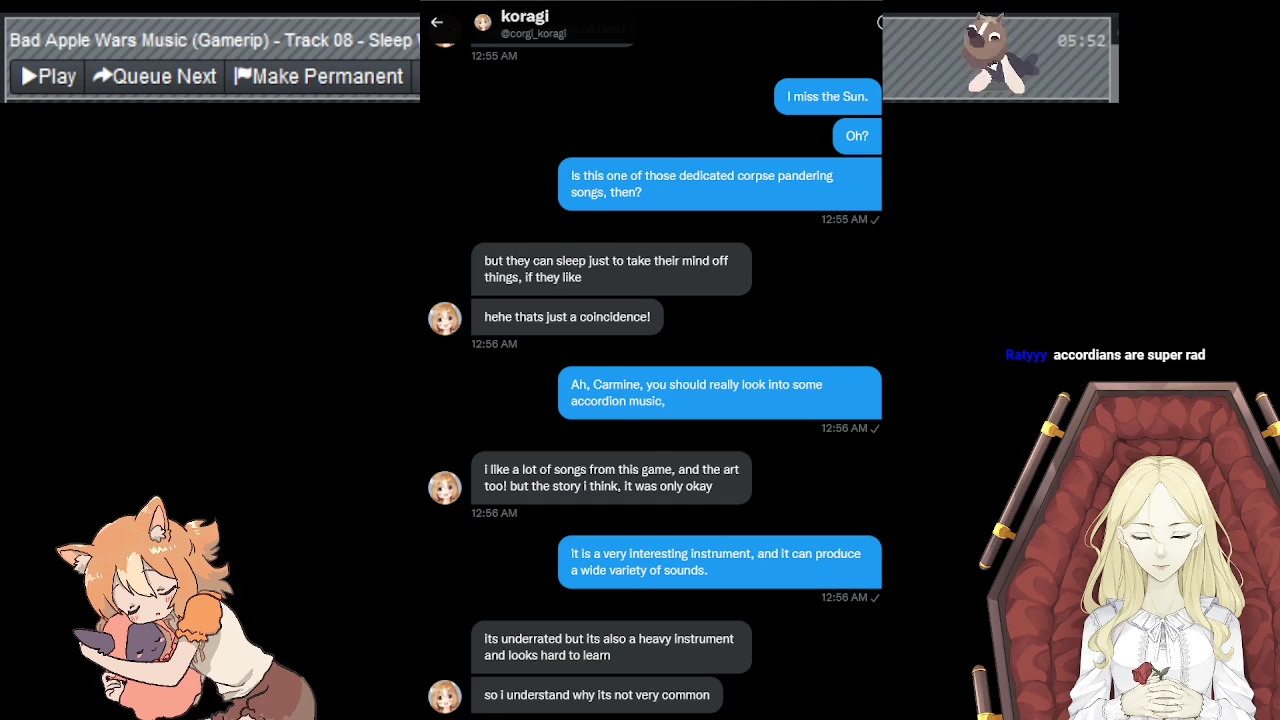 Bad Apple Wars Music (Gamerip) - Track 08 - Sleep
Play Queue Next Make Permanent
koragi
@corgi_koragi
05:52
12:55 AM
I miss the Sun.
Oh?
Is this one of those dedicated corpse pandering
songs, then?
12:55 AM
but they can sleep just to take their mind off
things, if they like
hehe thats just a coincidence!
12:56 AM
Ratyyy accordians are super rad
Ah, Carmine, you should really look into some
accordion music,
12:56 AM
i like a lot of songs from this game, and the art
too! but the story i think, it was only okay
12:56 AM
It is a very interesting instrument, and it can produce
a wide variety of sounds.
12:56 AM
Its underrated but Its also a heavy instrument
and looks hard to learn
so i understand why Its not very common